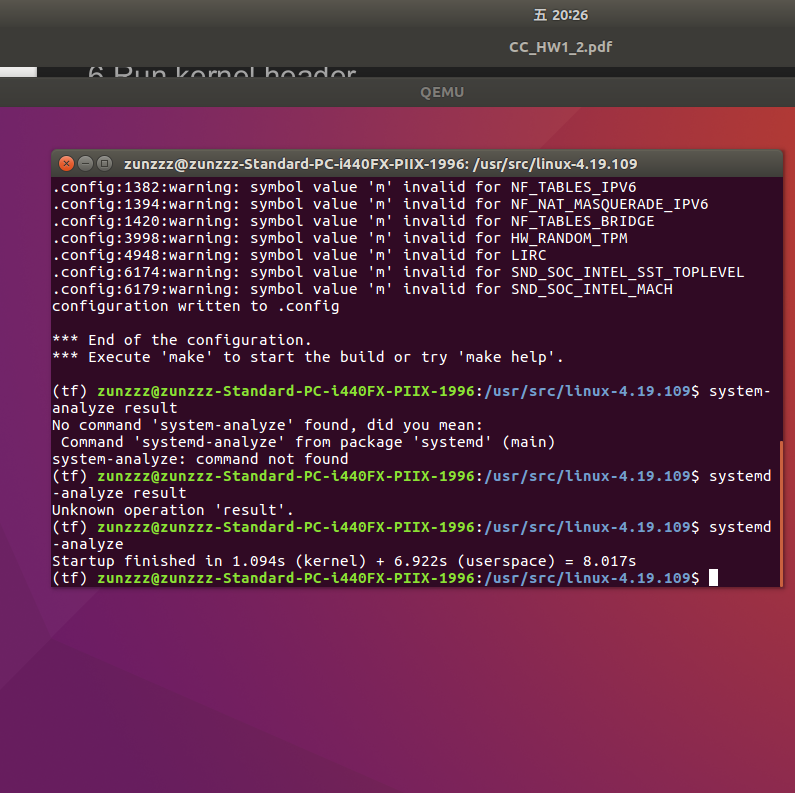 五 20:26
CC_HW1_2.pdf
6 Run kernel header
QEMU
zunzzz@zunzzz-Standard-PC-i440FX-PIIX-1996: /usr/src/linux-4.19.109
.config:1382:warning: symbol value 'm' invalid for NF_TABLES_IPV6
.config:1394:warning: symbol value 'm' invalid for NF_NAT_MASQUERADE_IPV6
.config:1420:warning: symbol value 'm' invalid for NF_TABLES_BRIDGE
.config:3998:warning: symbol value 'm' invalid for HW_RANDOM_TPM
.config:4948:warning: symbol value 'm' invalid for LIRC
.config:6174:warning: symbol value 'm' invalid for SND_SOC_INTEL_SST_TOPLEVEL
.config:6179:warning: symbol value 'm' invalid for SND_SOC_INTEL_MACH
configuration written to .config
*** End of the configuration.
*** Execute 'make' to start the build or try 'make help'.
(tf) zunzzz@zunzzz-Standard-PC-i440FX-PIIX-1996:/usr/src/linux-4.19.109$ system-
analyze result
No command 'system-analyze' found, did you mean:
 Command 'systemd-analyze' from package 'systemd' (main)
system-analyze: command not found
(tf) zunzzz@zunzzz-Standard-PC-i440FX-PIIX-1996:/usr/src/linux-4.19.109$ systemd
-analyze result
Unknown operation 'result'.
(tf) zunzzz@zunzzz-Standard-PC-i440FX-PIIX-1996:/usr/src/linux-4.19.109$ systemd
-analyze
Startup finished in 1.094s (kernel) + 6.922s (userspace) = 8.017s
(tf) zunzzz@zunzzz-Standard-PC-i440FX-PIIX-1996:/usr/src/linux-4.19.109$